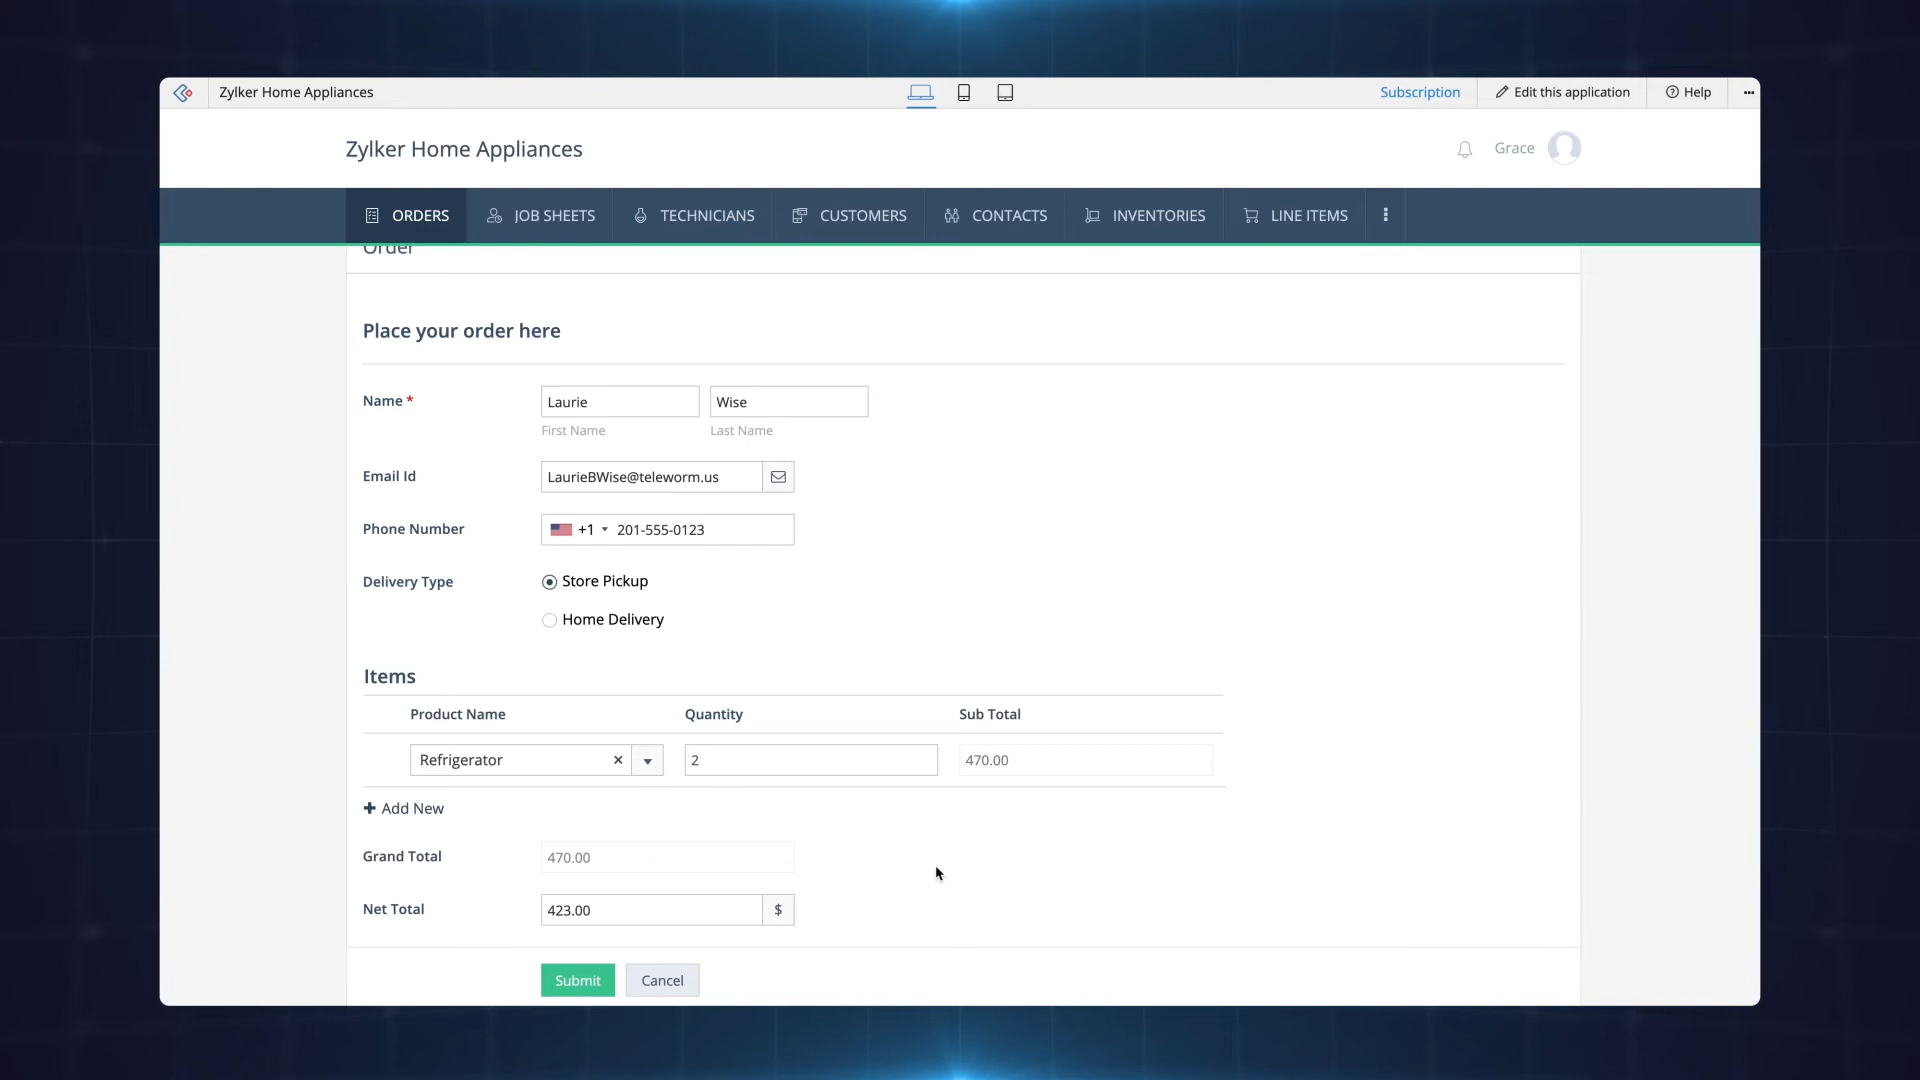 Zylker Home Appliances Subscription Edit this application Help
Zylker Home Appliances Grace
ORDERS JOB SHEETS TECHNICIANS CUSTOMERS CONTACTS INVENTORIES LINE ITEMS
Order
Place your order here
Name * Laurie Wise
First Name Last Name
Email Id LaurieBWise@teleworm.us
Phone Number +1 201-555-0123
Delivery Type Store Pickup
Home Delivery
Items
Product Name Quantity Sub Total
Refrigerator 2 470.00
Add New
Grand Total 470.00
Net Total 423.00 $
Submit Cancel